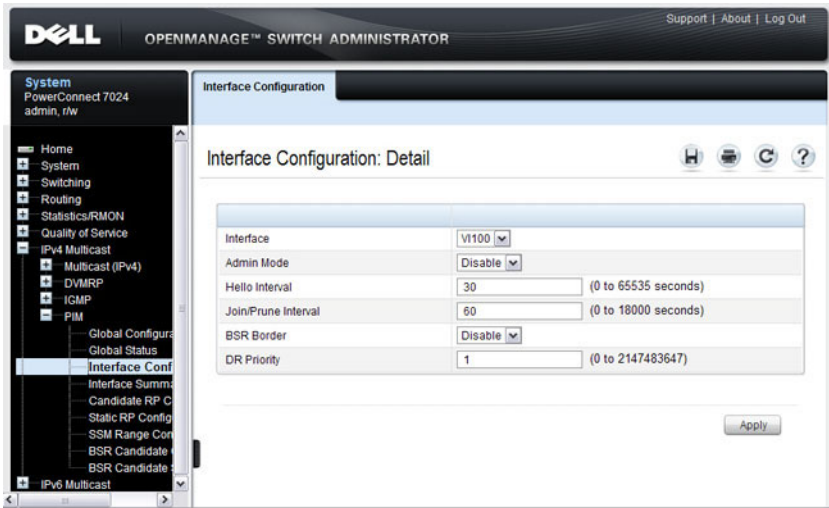 Support | About | Log Out
DELL
OPENMANAGE™ SWITCH ADMINISTRATOR
System
PowerConnect 7024
admin, r/w
Home
System
Switching
Routing
Statistics/RMON
Quality of Service
IPv4 Multicast
Multicast (IPv4)
DVMRP
IGMP
PIM
Global Configura
Global Status
Interface Conf
Interface Summa
Candidate RP C
Static RP Config
SSM Range Con
BSR Candidate
BSR Candidate
IPv6 Multicast
Interface Configuration
Interface Configuration: Detail
Interface Vl100
Admin Mode Disable
Hello Interval 30 (0 to 65535 seconds)
Join/Prune Interval 60 (0 to 18000 seconds)
BSR Border Disable
DR Priority 1 (0 to 2147483647)
Apply